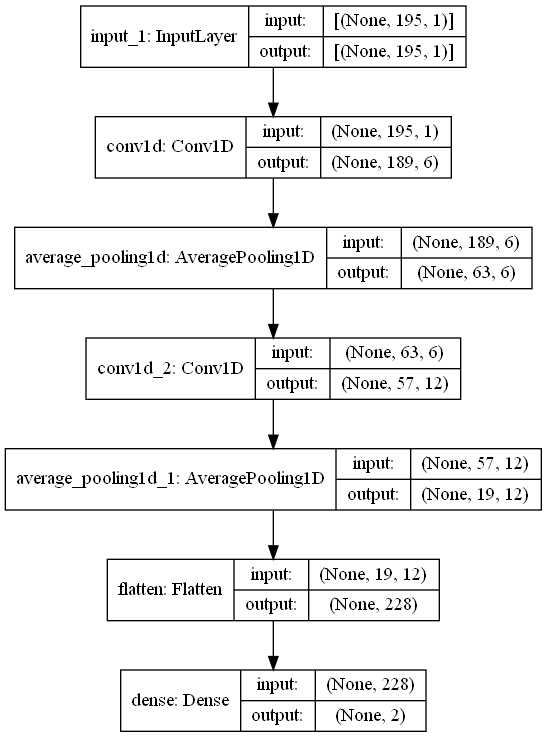 input_1: InputLayer
input: [(None, 195, 1)]
output: [(None, 195, 1)]
conv1d: Conv1D
input: (None, 195, 1)
output: (None, 189, 6)
average_pooling1d: AveragePooling1D
input: (None, 189, 6)
output: (None, 63, 6)
conv1d_2: Conv1D
input: (None, 63, 6)
output: (None, 57, 12)
average_pooling1d_1: AveragePooling1D
input: (None, 57, 12)
output: (None, 19, 12)
flatten: Flatten
input: (None, 19, 12)
output: (None, 228)
dense: Dense
input: (None, 228)
output: (None, 2)